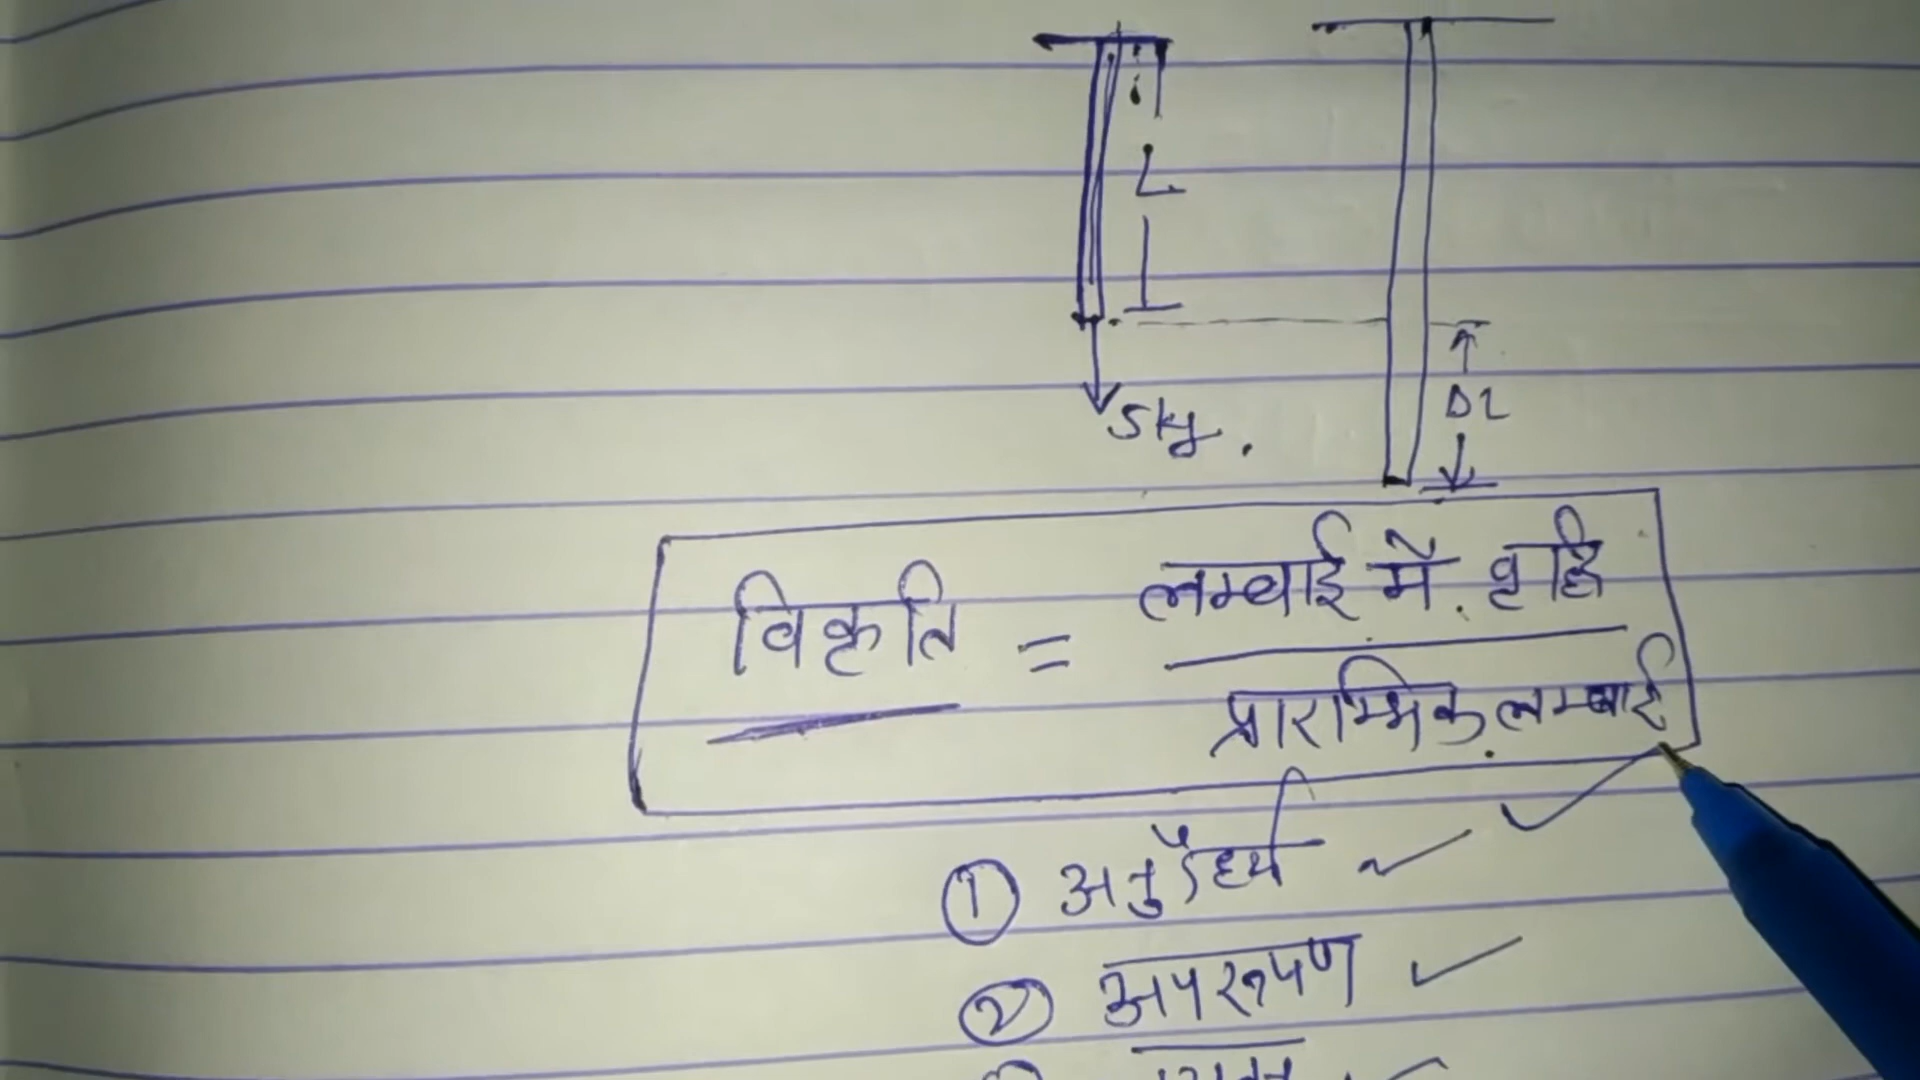 L
ΔL
5kg.
विकृति = लम्बाई में वृद्धि
प्रारम्भिक लम्बाई
① अनुदैर्ध्य
② अपरूपण